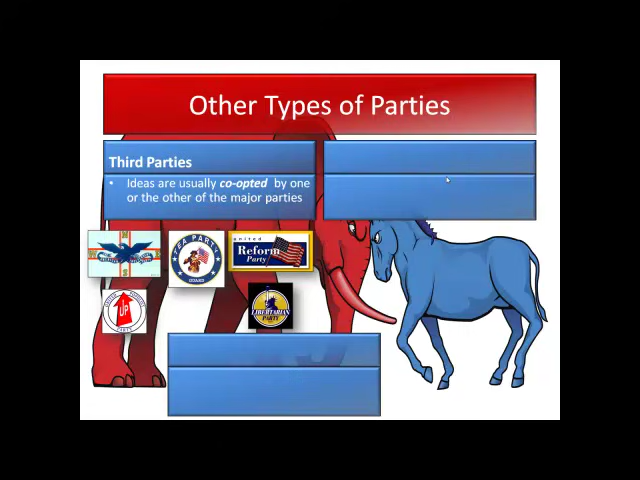 Other Types of Parties
Third Parties
• Ideas are usually co-opted by one
or the other of the major parties
TEA PARTY
united
Reform
Party
UP
PARTY
LIBERTARIAN
PARTY